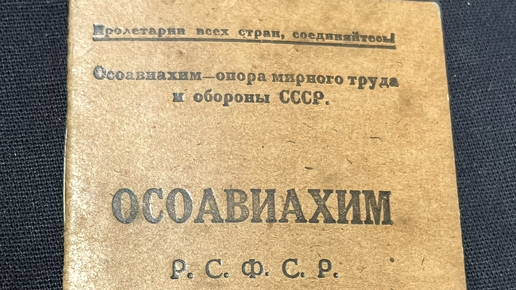 Пролетарии всех стран, соединяйтесь!
Осоавиахим—опора мирного труда
и обороны СССР.
ОСОАВИАХИМ
Р. С. Ф. С. Р.